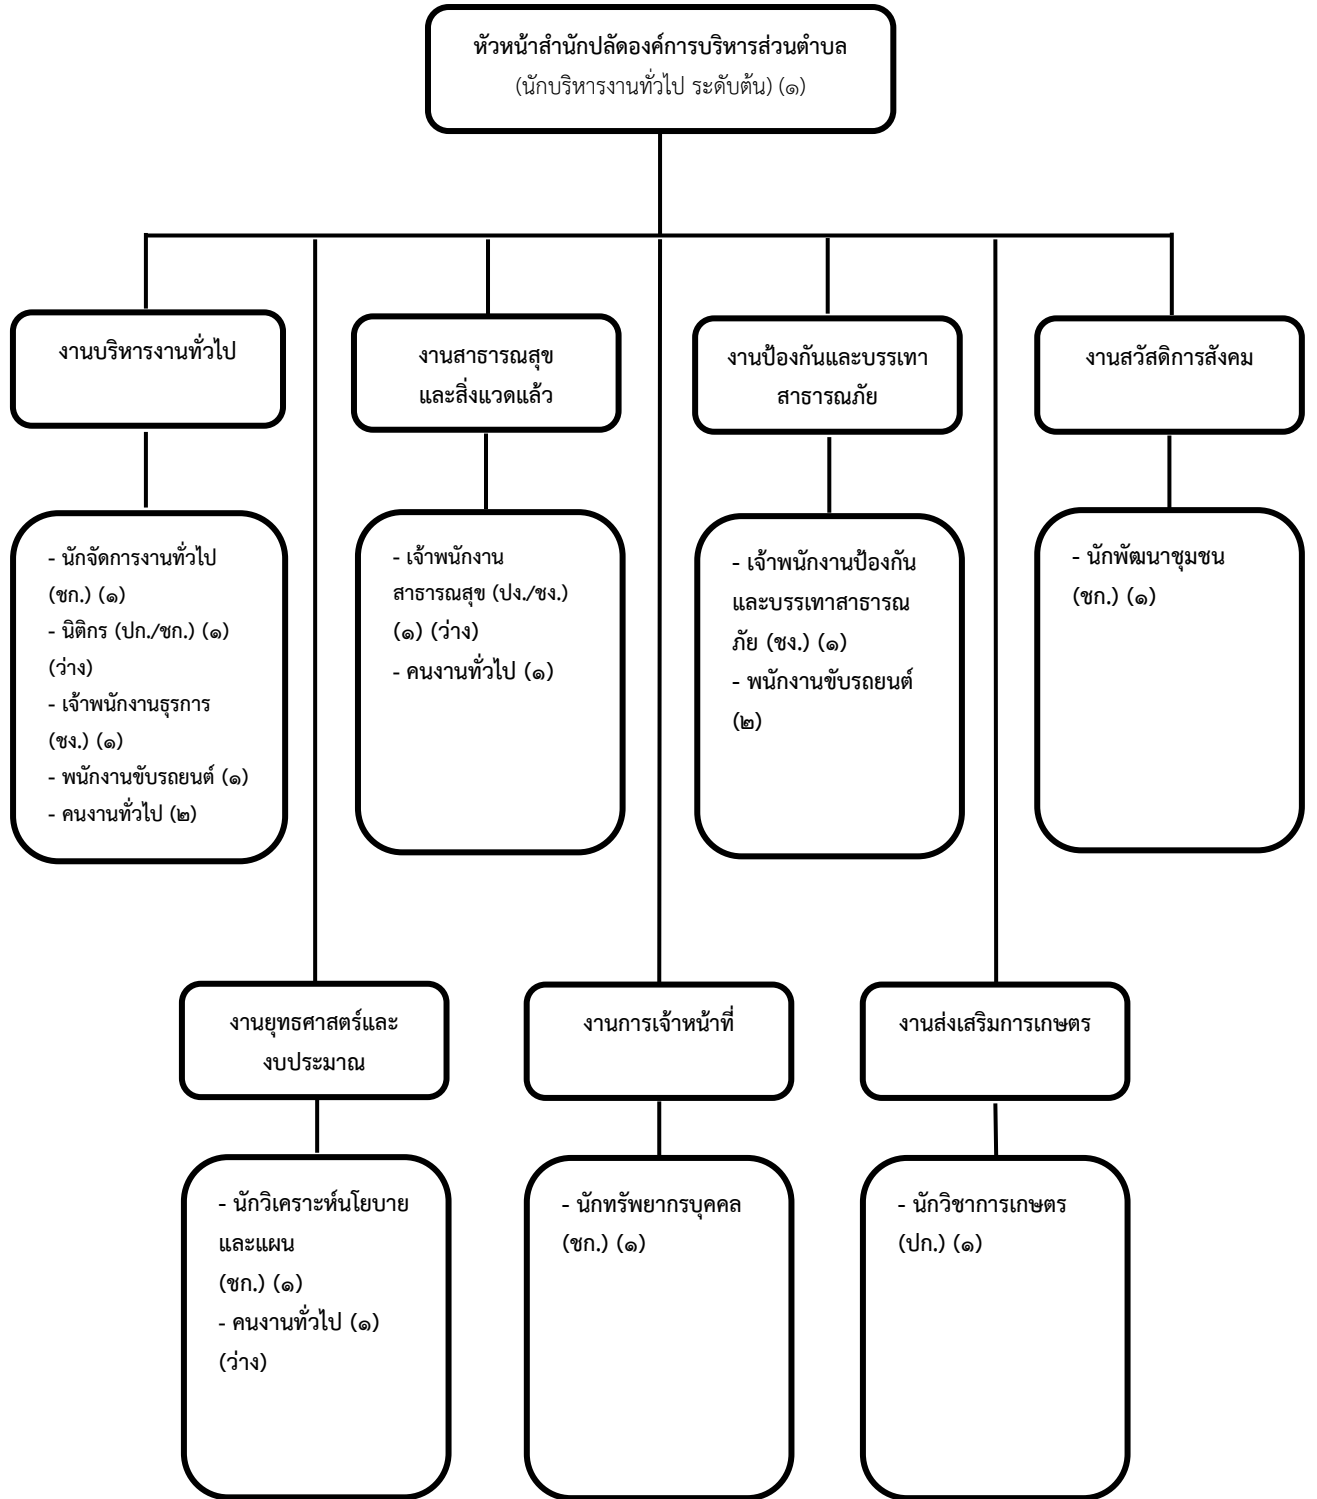 หัวหน้าสำนักปลัดองค์การบริหารส่วนตำบล
(นักบริหารงานทั่วไป ระดับต้น) (๑)
งานบริหารงานทั่วไป
งานสาธารณสุข
และสิ่งแวดแล้ว
งานป้องกันและบรรเทา
สาธารณภัย
งานสวัสดิการสังคม
- นักจัดการงานทั่วไป
(ชก.) (๑)
- นิติกร (ปก./ชก.) (๑)
(ว่าง)
- เจ้าพนักงานธุรการ
(ชง.) (๑)
- พนักงานขับรถยนต์ (๑)
- คนงานทั่วไป (๒)
- เจ้าพนักงาน
สาธารณสุข (ปง./ชง.)
(๑) (ว่าง)
- คนงานทั่วไป (๑)
- เจ้าพนักงานป้องกัน
และบรรเทาสาธารณ
ภัย (ชง.) (๑)
- พนักงานขับรถยนต์
(๒)
- นักพัฒนาชุมชน
(ชก.) (๑)
งานยุทธศาสตร์และ
งบประมาณ
งานการเจ้าหน้าที่
งานส่งเสริมการเกษตร
- นักวิเคราะห์นโยบาย
และแผน
(ชก.) (๑)
- คนงานทั่วไป (๑)
(ว่าง)
- นักทรัพยากรบุคคล
(ชก.) (๑)
- นักวิชาการเกษตร
(ปก.) (๑)